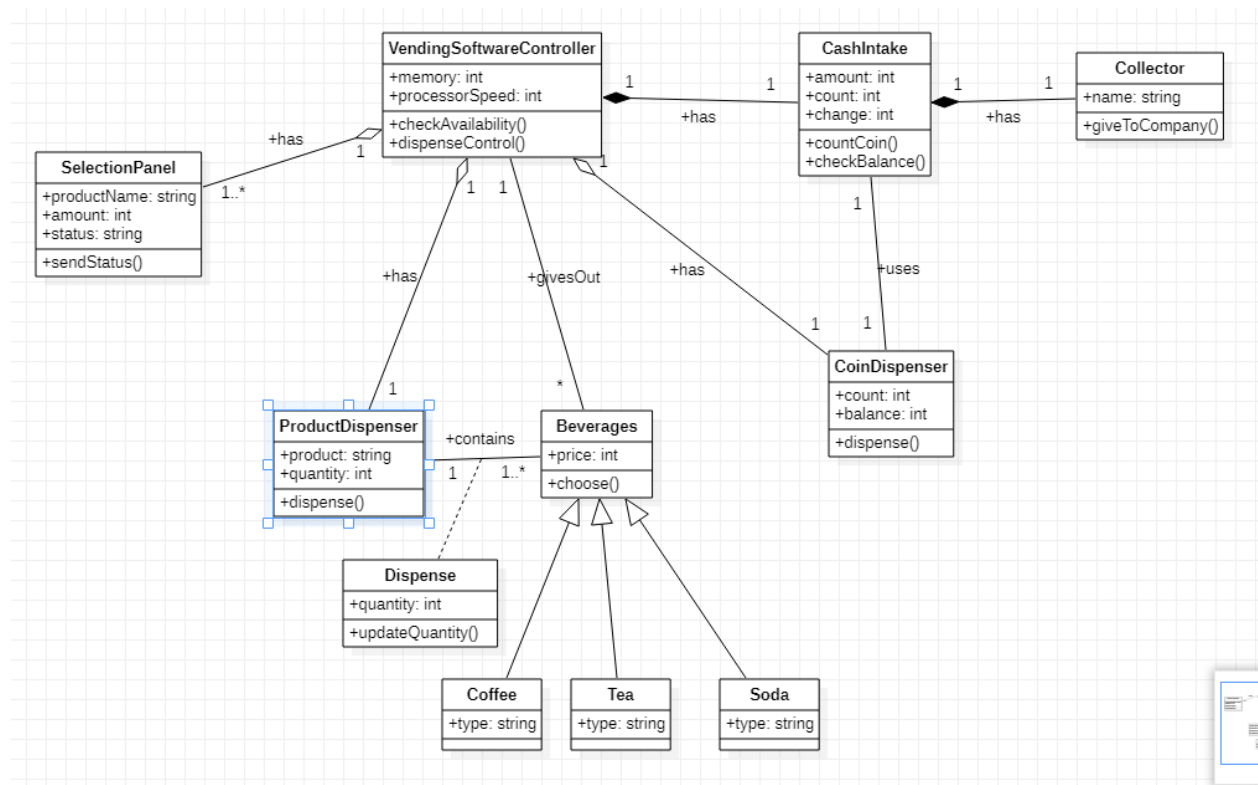 VendingSoftwareController
+memory: int
+processorSpeed: int
+checkAvailability()
+dispenseControl()
CashIntake
+amount: int
+count: int
+change: int
+countCoin()
+checkBalance()
Collector
+name: string
+giveToCompany()
1
1
+has
1
1
+has
+has
1
1..*
SelectionPanel
+productName: string
+amount: int
+status: string
+sendStatus()
1
1
1
1
+has
+givesOut
+has
+uses
1
1
1
*
CoinDispenser
+count: int
+balance: int
+dispense()
ProductDispenser
+product: string
+quantity: int
+dispense()
+contains
1
1..*
Beverages
+price: int
+choose()
Dispense
+quantity: int
+updateQuantity()
Coffee
+type: string
Tea
+type: string
Soda
+type: string